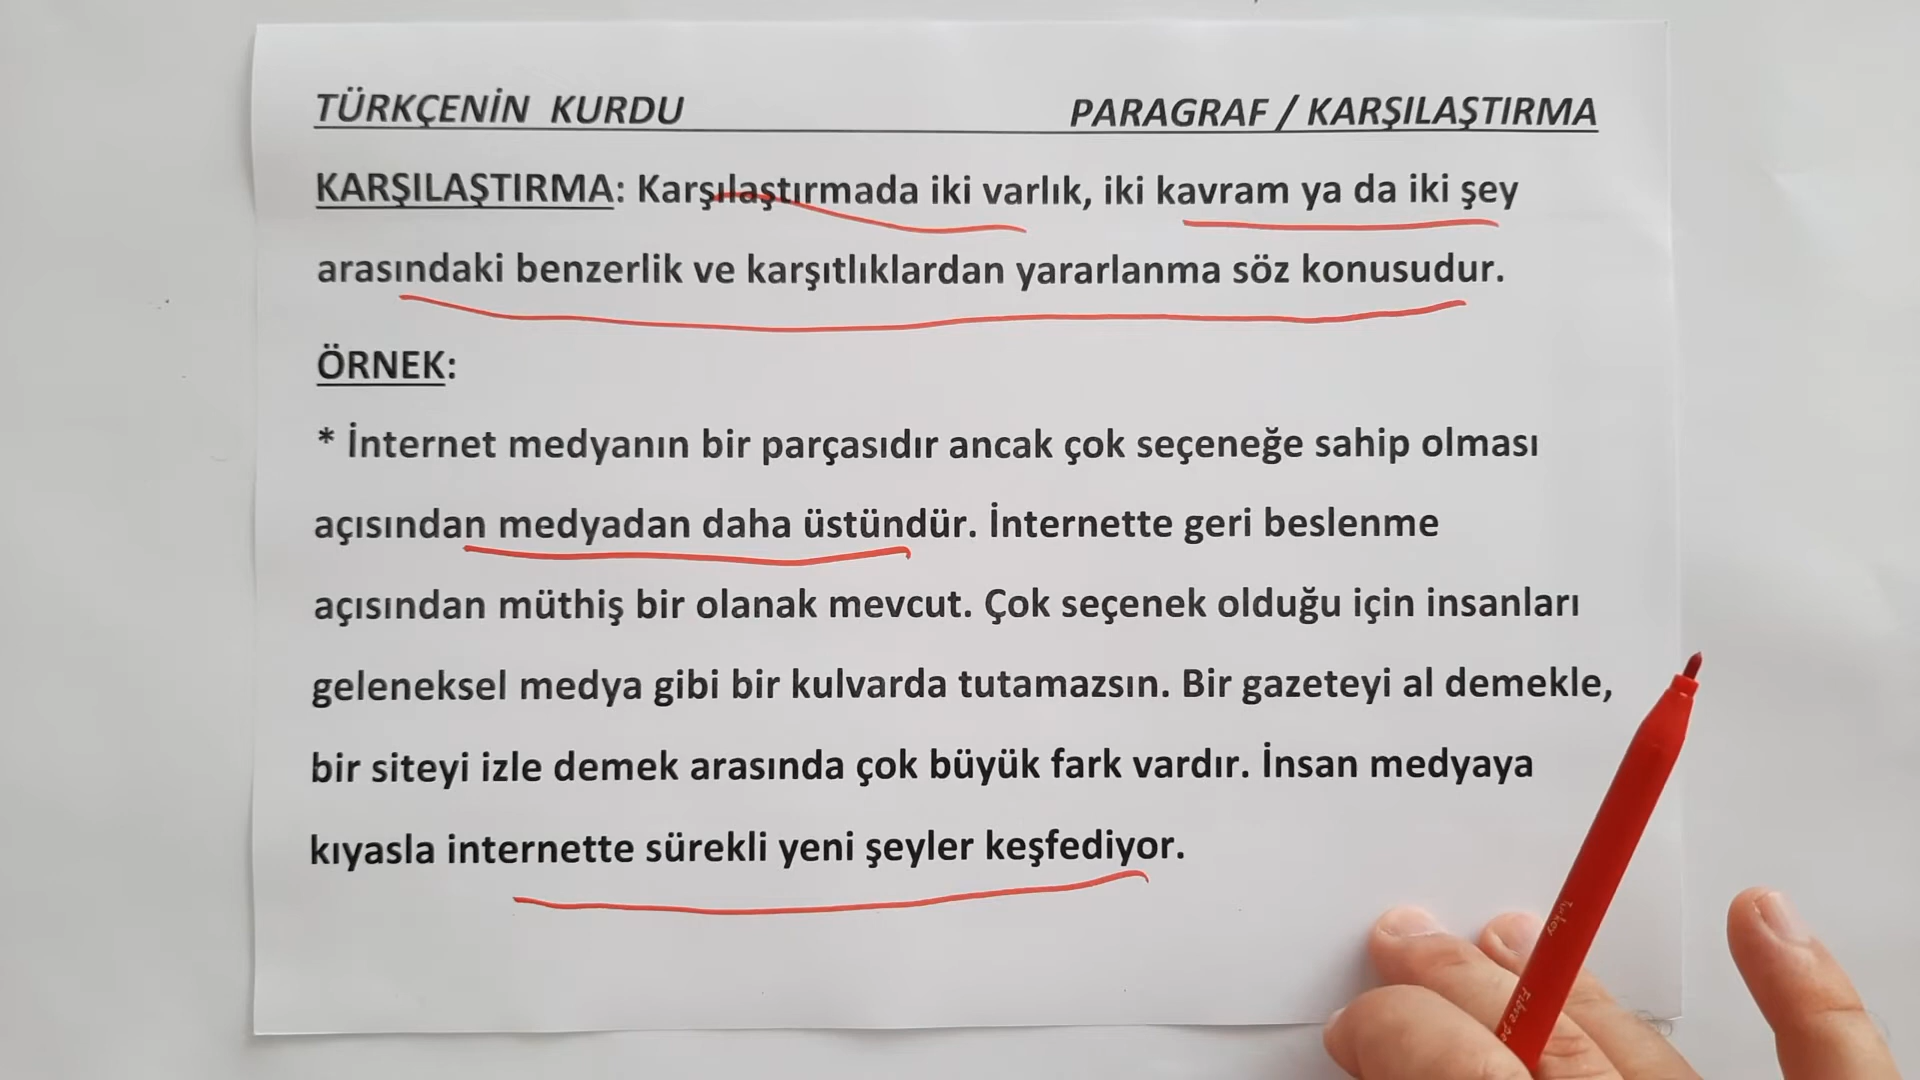 TÜRKÇENİN KURDU PARAGRAF / KARŞILAŞTIRMA
KARŞILAŞTIRMA: Karşılaştırmada iki varlık, iki kavram ya da iki şey
arasındaki benzerlik ve karşıtlıklardan yararlanma söz konusudur.
ÖRNEK:
* İnternet medyanın bir parçasıdır ancak çok seçeneğe sahip olması
açısından medyadan daha üstündür. İnternette geri beslenme
açısından müthiş bir olanak mevcut. Çok seçenek olduğu için insanları
geleneksel medya gibi bir kulvarda tutamazsın. Bir gazeteyi al demekle,
bir siteyi izle demek arasında çok büyük fark vardır. İnsan medyaya
kıyasla internette sürekli yeni şeyler keşfediyor.
Turkey
Fibre pe